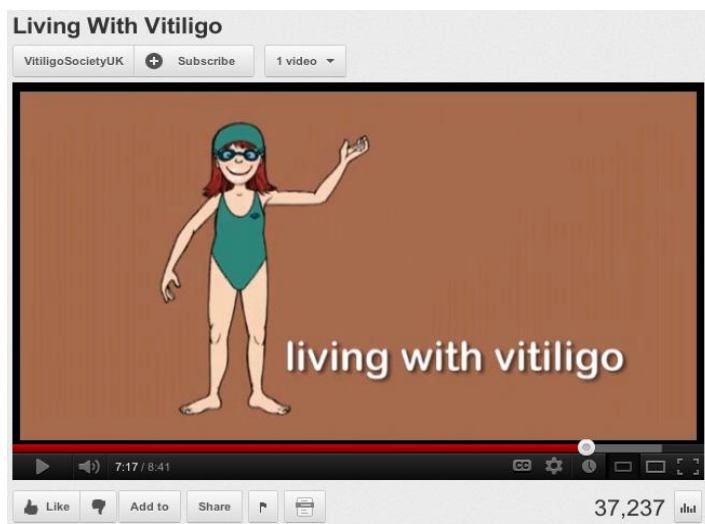 Living With Vitiligo
VitiligoSocietyUK Subscribe 1 video
living with vitiligo
7:17 / 8:41 CC
Like Add to Share 37,237